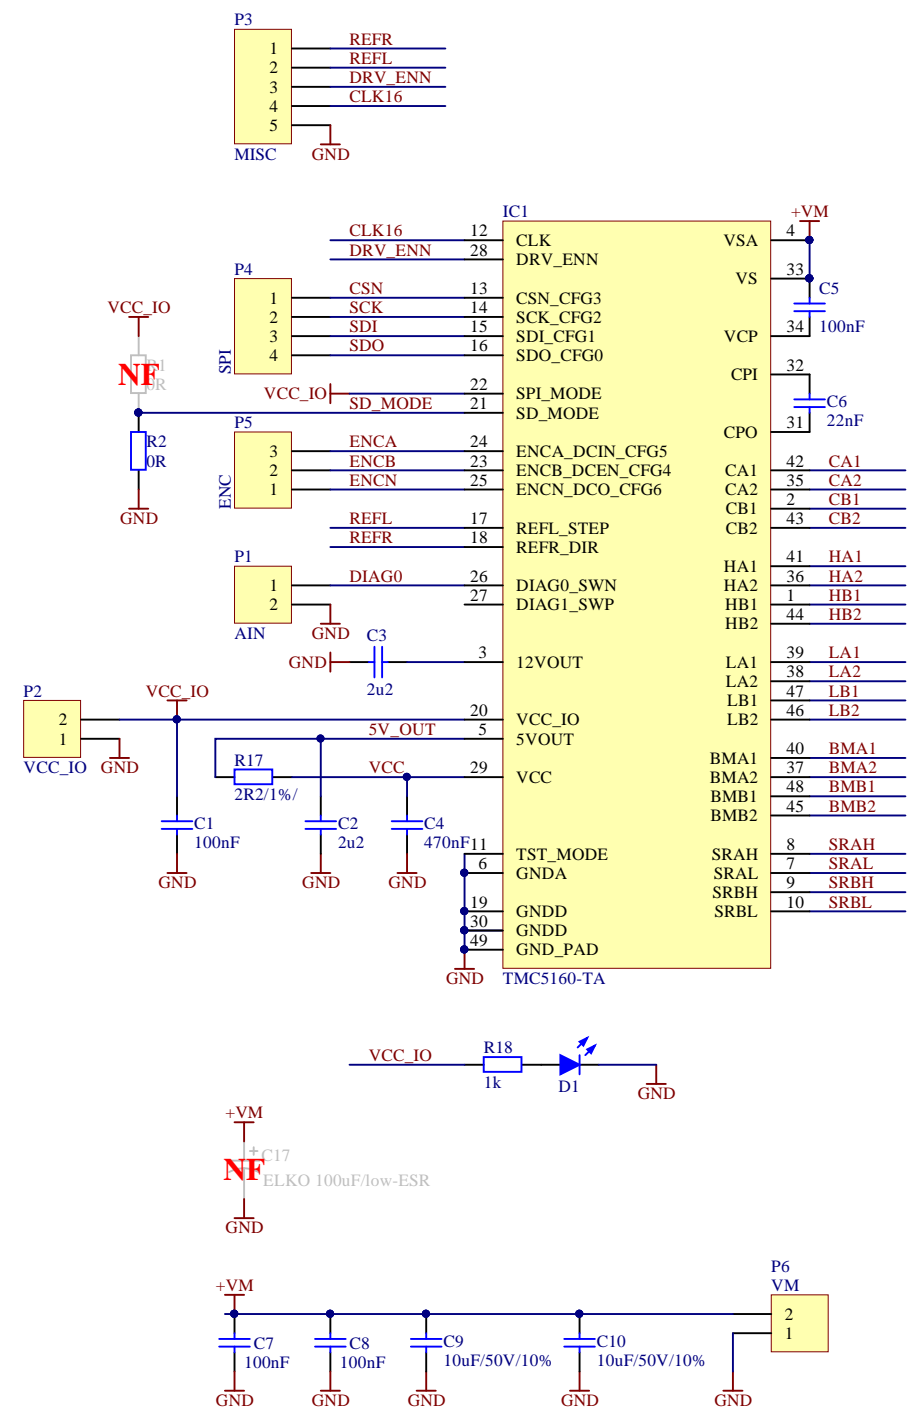 P3
1 REFR
2 REFL
3 DRV_ENN
4 CLK16
5
MISC GND
IC1 +VM
CLK16 12 CLK VSA 4
DRV_ENN 28 DRV_ENN
P4 VS 33
1 CSN 13 CSN_CFG3 C5
VCC_IO 2 SCK 14 SCK_CFG2 100nF
3 SDI 15 SDI_CFG1 VCP 34
SPI 4 SDO 16 SDO_CFG0
NF R1 0R CPI 32
VCC_IO 22 SPI_MODE
SD_MODE 21 SD_MODE C6
22nF
P5 CPO 31
R2 3 ENCA 24 ENCA_DCIN_CFG5
0R 2 ENCB 23 ENCB_DCEN_CFG4 CA1 42 CA1
ENC 1 ENCN 25 ENCN_DCO_CFG6 CA2 35 CA2
GND CB1 2 CB1
REFL 17 REFL_STEP CB2 43 CB2
REFR 18 REFR_DIR
P1 HA1 41 HA1
1 DIAG0 26 DIAG0_SWN HA2 36 HA2
2 27 DIAG1_SWP HB1 1 HB1
AIN GND HB2 44 HB2
C3
GND 3 12VOUT LA1 39 LA1
2u2 LA2 38 LA2
P2 VCC_IO LB1 47 LB1
2 20 VCC_IO LB2 46 LB2
1 5V_OUT 5 5VOUT
VCC_IO GND R17 BMA1 40 BMA1
VCC 29 VCC BMA2 37 BMA2
2R2/1%/ BMB1 48 BMB1
BMB2 45 BMB2
C1 C2 C4
100nF 2u2 470nF
11 TST_MODE SRAH 8 SRAH
GND GND GND 6 GNDA SRAL 7 SRAL
SRBH 9 SRBH
19 GNDD SRBL 10 SRBL
30 GNDD
49 GND_PAD
GND TMC5160-TA
VCC_IO R18
1k D1 GND
+VM
+ C17
NF ELKO 100uF/low-ESR
GND
P6
+VM VM
2
C7 C8 C9 C10 1
100nF 100nF 10uF/50V/10% 10uF/50V/10%
GND GND GND GND GND